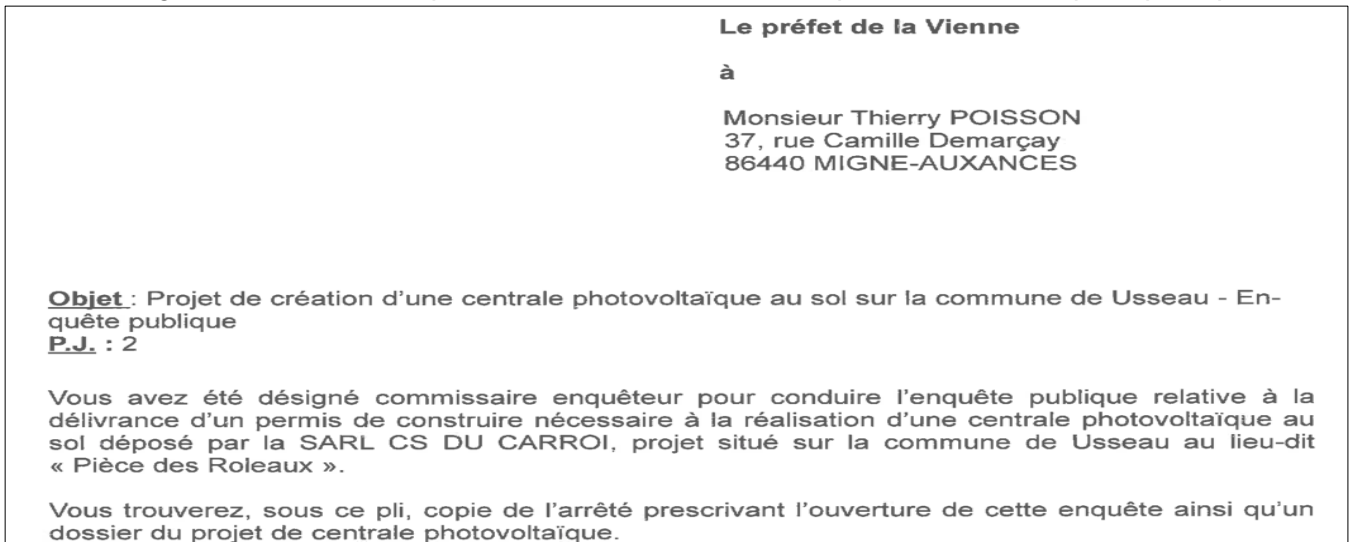 Le préfet de la Vienne
à
Monsieur Thierry POISSON
37, rue Camille Demarçay
86440 MIGNE-AUXANCES
Objet : Projet de création d'une centrale photovoltaïque au sol sur la commune de Usseau - En-
quête publique
P.J. : 2
Vous avez été désigné commissaire enquêteur pour conduire l'enquête publique relative à la
délivrance d'un permis de construire nécessaire à la réalisation d'une centrale photovoltaïque au
sol déposé par la SARL CS DU CARROI, projet situé sur la commune de Usseau au lieu-dit
« Pièce des Roleaux ».
Vous trouverez, sous ce pli, copie de l'arrêté prescrivant l'ouverture de cette enquête ainsi qu'un
dossier du projet de centrale photovoltaïque.